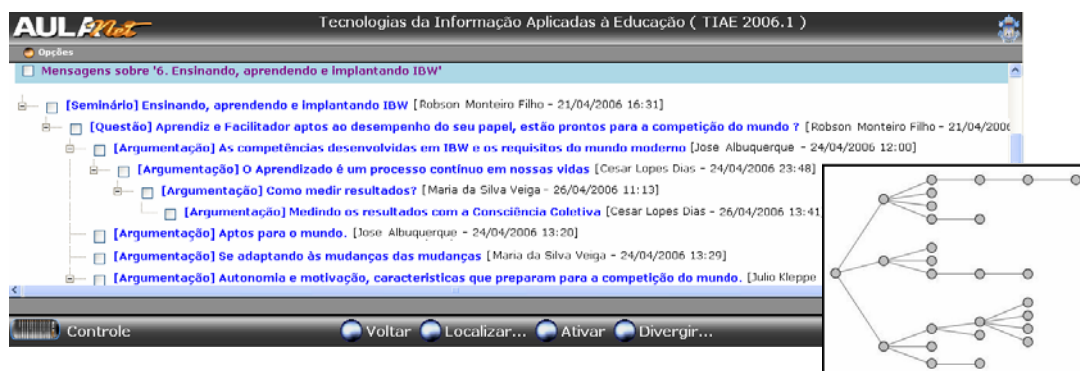 AULANet
Tecnologias da Informação Aplicadas à Educação ( TIAE 2006.1 )
Opções
Mensagens sobre '6. Ensinando, aprendendo e implantando IBW'
[Seminário] Ensinando, aprendendo e implantando IBW [Robson Monteiro Filho - 21/04/2006 16:31]
[Questão] Aprendiz e Facilitador aptos ao desempenho do seu papel, estão prontos para a competição do mundo ? [Robson Monteiro Filho - 21/04/2006
[Argumentação] As competências desenvolvidas em IBW e os requisitos do mundo moderno [Jose Albuquerque - 24/04/2006 12:00]
[Argumentação] O Aprendizado é um processo contínuo em nossas vidas [Cesar Lopes Dias - 24/04/2006 23:48]
[Argumentação] Como medir resultados? [Maria da Silva Veiga - 26/04/2006 11:13]
[Argumentação] Medindo os resultados com a Consciência Coletiva [Cesar Lopes Dias - 26/04/2006 13:41
[Argumentação] Aptos para o mundo. [Jose Albuquerque - 24/04/2006 13:20]
[Argumentação] Se adaptando às mudanças das mudanças [Maria da Silva Veiga - 24/04/2006 13:29]
[Argumentação] Autonomia e motivação, caracteristicas que preparam para a competição do mundo. [Julio Kleppe
Controle Voltar Localizar... Ativar Divergir...